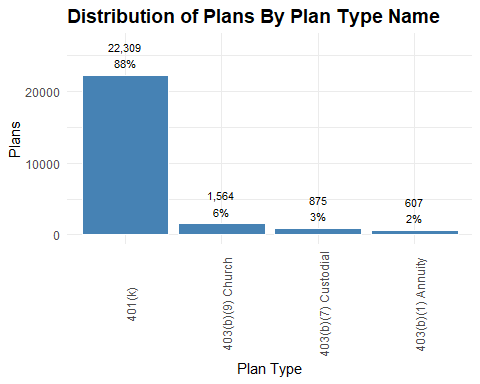 Distribution of Plans By Plan Type Name
22,309
88%
1,564
6%
875
3%
607
2%
20000
10000
0
Plans
401(k)
403(b)(9) Church
403(b)(7) Custodial
403(b)(1) Annuity
Plan Type